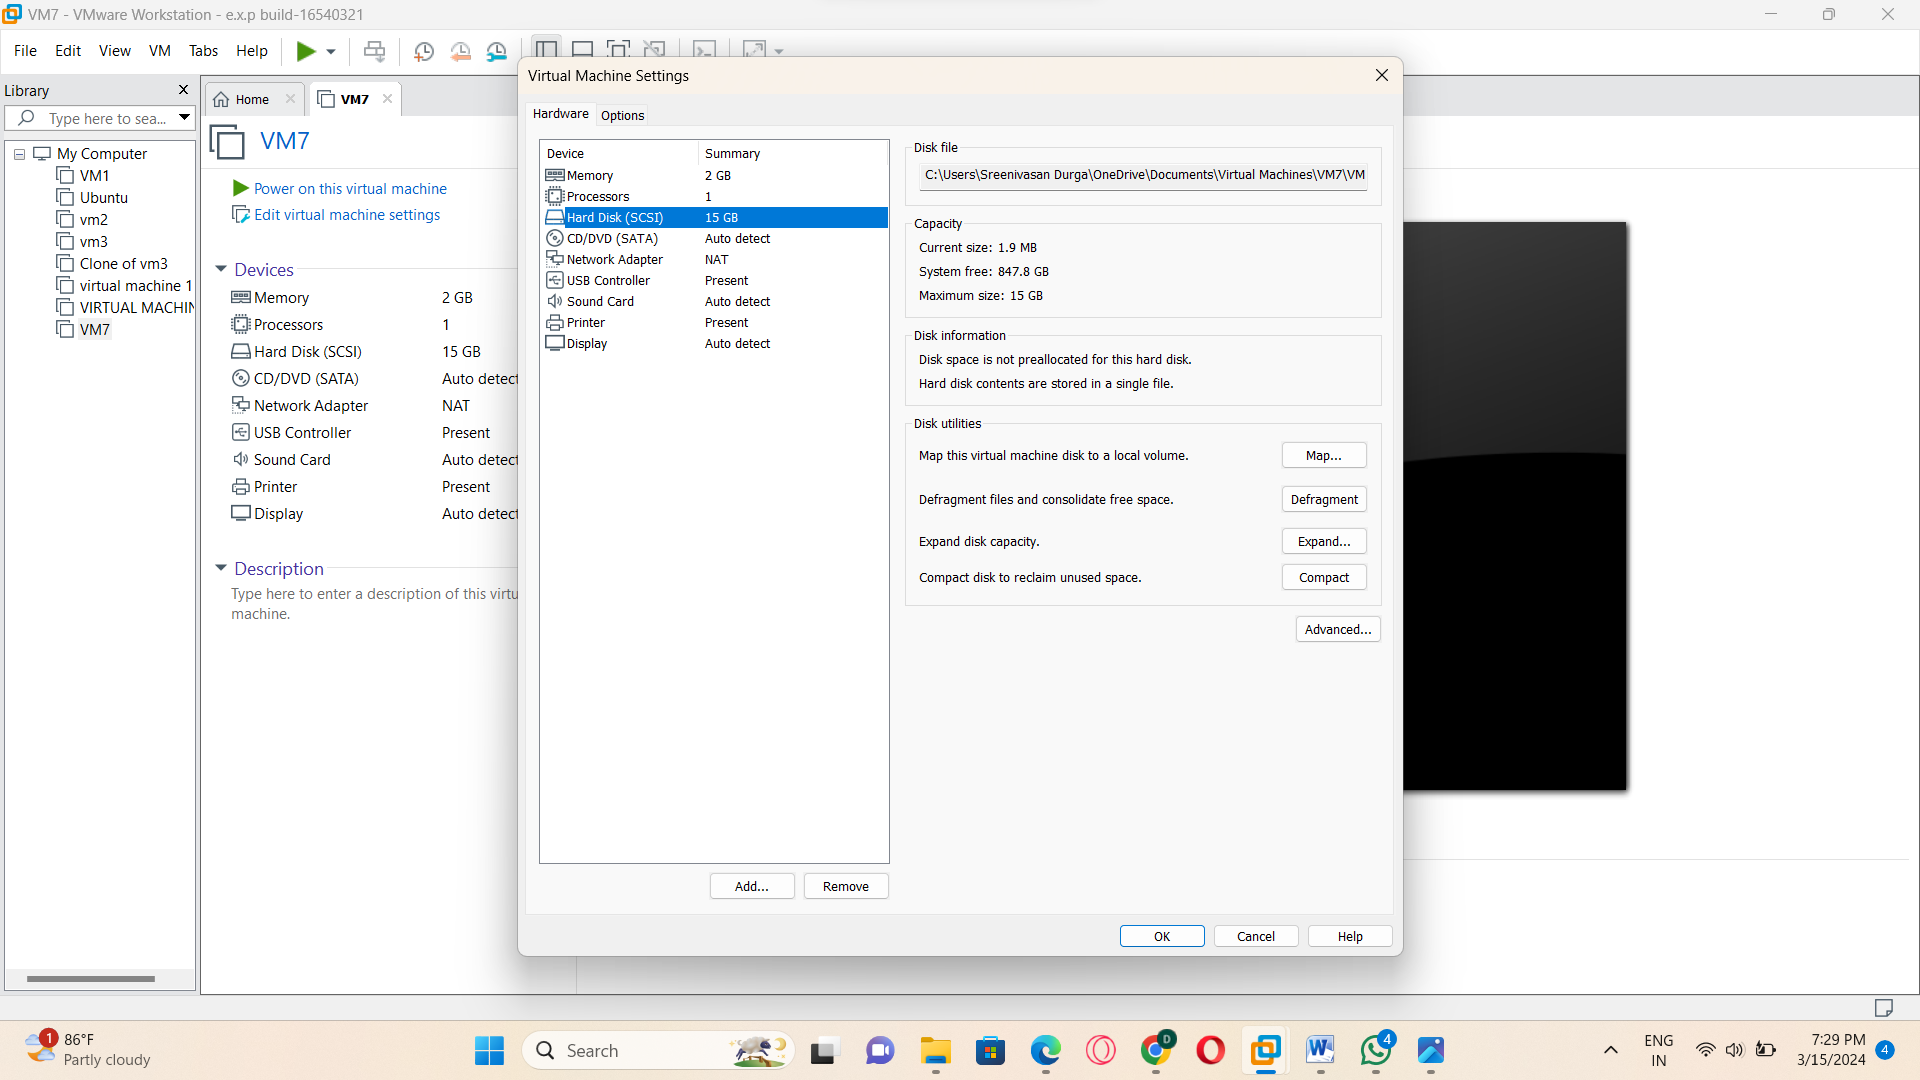 VM7 - VMware Workstation - e.x.p build-16540321
File Edit View VM Tabs Help
Library
Type here to sea...
My Computer
VM1
Ubuntu
vm2
vm3
Clone of vm3
virtual machine 1
VIRTUAL MACHIN
VM7
Home
VM7
VM7
Power on this virtual machine
Edit virtual machine settings
Devices
Memory 2 GB
Processors 1
Hard Disk (SCSI) 15 GB
CD/DVD (SATA) Auto detect
Network Adapter NAT
USB Controller Present
Sound Card Auto detect
Printer Present
Display Auto detect
Description
Type here to enter a description of this virtu
machine.
Virtual Machine Settings
Hardware Options
Device Summary
Memory 2 GB
Processors 1
Hard Disk (SCSI) 15 GB
CD/DVD (SATA) Auto detect
Network Adapter NAT
USB Controller Present
Sound Card Auto detect
Printer Present
Display Auto detect
Add... Remove
Disk file
C:\Users\Sreenivasan Durga\OneDrive\Documents\Virtual Machines\VM7\VM
Capacity
Current size: 1.9 MB
System free: 847.8 GB
Maximum size: 15 GB
Disk information
Disk space is not preallocated for this hard disk.
Hard disk contents are stored in a single file.
Disk utilities
Map this virtual machine disk to a local volume. Map...
Defragment files and consolidate free space. Defragment
Expand disk capacity. Expand...
Compact disk to reclaim unused space. Compact
Advanced...
OK Cancel Help
1
86°F
Partly cloudy
Search
D
4
ENG
IN
7:29 PM
3/15/2024
4